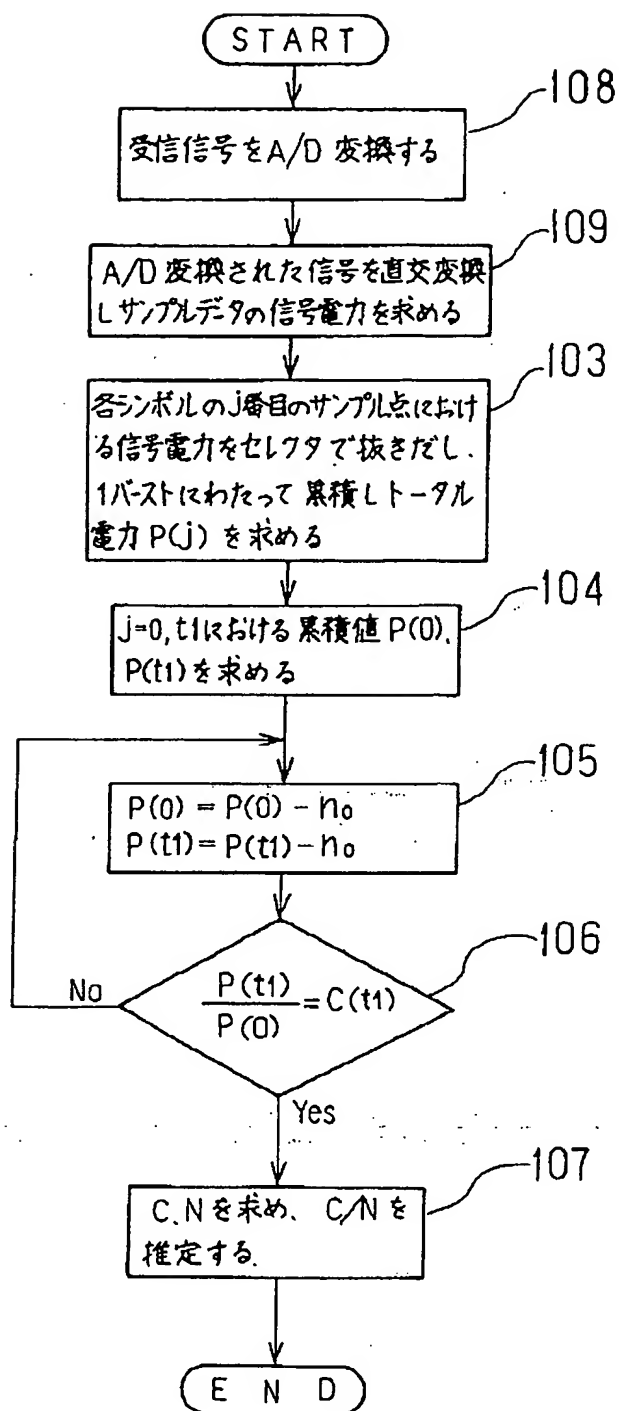 START
108
受信信号をA/D 変換する
109
A/D 変換された信号を直交変換
しサンプルデータの信号電力を求める
103
各シンボルのj番目のサンプル点におけ
る信号電力をセレクタで抜きだし、
1バーストにわたって累積しトータル
電力 P(j) を求める
104
j=0,t1における累積値 P(0)、
P(t1)を求める
105
P(0) = P(0) - n₀
P(t1) = P(t1) - n₀
106
No
P(t1)
P(0)
= C(t1)
Yes
107
C、Nを求め、C/Nを
推定する
END